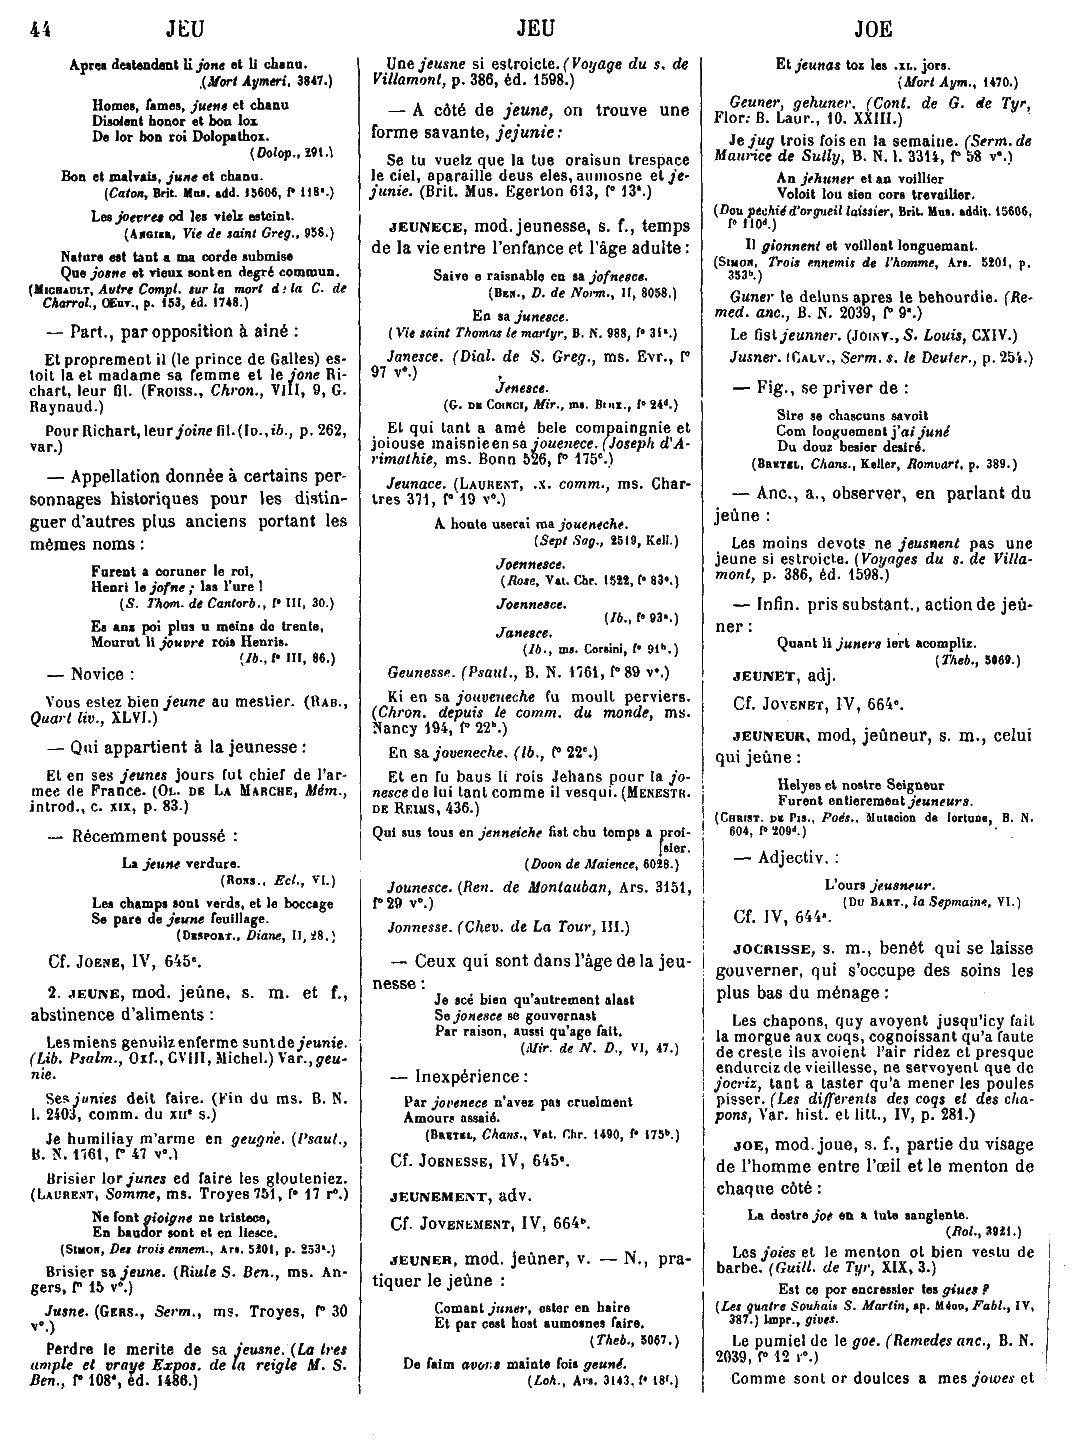 44 JEU JEU JOE
Apres destendent li jone et li chanu.
(Mort Aymeri, 3847.)
Homes, fames, juene et chanu
Disoient honor et bon loz
De lor bon roi Dolopathoz.
(Dolop., 291.)
Bon et malvais, june et chanu.
(Caton, Brit. Mus. add. 15606, f° 118ª.)
Les joevres od les vielz esteint.
(ANGIER, Vie de saint Greg., 958.)
Nature est tant a ma corde submise
Que josne et vieux sont en degré commun.
(MICHAULT, Autre Compl. sur la mort de la C. de
Charrol., Œuv., p. 153, éd. 1748.)
— Part., par opposition à ainé :
Et proprement il (le prince de Galles) es-
toit la et madame sa femme et le jone Ri-
chart, leur fil. (FROISS., Chron., VIII, 9, G.
Raynaud.)
Pour Richart, leur joine fil. (ID., ib., p. 262,
var.)
— Appellation donnée à certains per-
sonnages historiques pour les distin-
guer d'autres plus anciens portant les
mêmes noms :
Furent a coruner le roi,
Henri le jofne ; las l'ure !
(S. Thom. de Cantorb., f° III, 30.)
Es anz poi plus u meins de trente,
Mourut li jouvre rois Henris.
(Ib., f° III, 86.)
— Novice :
Vous estez bien jeune au mestier. (RAB.,
Quart liv., XLVI.)
— Qui appartient à la jeunesse :
Et en ses jeunes jours fut chief de l'ar-
mee de France. (OL. DE LA MARCHE, Mém.,
introd., c. XIX, p. 83.)
— Récemment poussé :
La jeune verdure.
(RONS., Ecl., VI.)
Les champs sont verds, et le boccage
Se pare de jeune feuillage.
(DESPORT., Diane, II, 28.)
Cf. JOENE, IV, 645ª.
2. JEUNE, mod. jeûne, s. m. et f.,
abstinence d'aliments :
Les miens genuilz enferme sunt de jeunie.
(Lib. Psalm., Oxf., CVIII, Michel.) Var., geu-
nie.
Ses junies deit faire. (Fin du ms. B. N.
l. 2403, comm. du XIIᵉ s.)
Je humiliay m'arme en geugne. (Psaut.,
B. N. 1761, f° 47 v°.)
Brisier lor junes ed faire les glouteniez.
(LAURENT, Somme, ms. Troyes 751, f° 17 r°.)
Ne font gioigne ne tristece,
En baudor sont et en liesce.
(SIMON, Des trois ennem., Ars. 5201, p. 253ª.)
Brisier sa jeune. (Riule S. Ben., ms. An-
gers, f° 15 v°.)
Jusne. (GERS., Serm., ms. Troyes, f° 30
v°.)
Perdre le merite de sa jeusne. (La tres
ample et vraye Expos. de la reigle M. S.
Ben., f° 108ª, éd. 1486.)
Une jeusne si estroicte. (Voyage du s. de
Villamont, p. 386, éd. 1598.)
— A côté de jeune, on trouve une
forme savante, jejunie :
Se tu vuelz que la tue oraisun trespace
le ciel, aparaille deus eles, aumosne et je-
junie. (Brit. Mus. Egerton 613, f° 13ª.)
JEUNECE, mod. jeunesse, s. f., temps
de la vie entre l'enfance et l'âge adulte :
Saive e raisnable en sa jofnesce.
(BEN., D. de Norm., II, 8058.)
En sa junesce.
(Vie saint Thomas le martyr, B. N. 988, f° 31ª.)
Janesce. (Dial. de S. Greg., ms. Evr., f°
97 v°.)
Jenesce.
(G. DE COINCI, Mir., ms. Brux., f° 24ᵈ.)
Et qui tant a amé bele compaingnie et
joiouse maisnie en sa jouenece. (Joseph d'A-
rimathie, ms. Bonn 526, f° 175ᶜ.)
Jeunace. (LAURENT, .x. comm., ms. Char-
tres 371, f° 19 v°.)
A honte userai ma joueneche.
(Sept Sag., 2519, Kell.)
Joennesce.
(Rose, Vat. Chr. 1522, f° 83ª.)
Joennesce.
(Ib., f° 93ª.)
Janesce.
(Ib., ms. Corsini, f° 91ᵇ.)
Geunesse. (Psaut., B. N. 1761, f° 89 v°.)
Ki en sa jouveneche fu moult perviers.
(Chron. depuis le comm. du monde, ms.
Nancy 194, f° 22ᵇ.)
En sa joveneche. (Ib., f° 22ᶜ.)
Et en fu baus li rois Jehans pour la jo-
nesce de lui tant comme il vesqui. (MENESTR.
DE REIMS, 436.)
Qui sus tous en jenneiche fist chu temps a proi-
[sier.
(Doon de Maience, 6028.)
Jounesce. (Ren. de Montauban, Ars. 3151,
f° 29 v°.)
Jonnesse. (Chev. de La Tour, III.)
— Ceux qui sont dans l'âge de la jeu-
nesse :
Je scé bien qu'autrement alast
Se jonesce se gouvernast
Par raison, aussi qu'age fait.
(Mir. de N. D., VI, 47.)
— Inexpérience :
Par jovenece n'avez pas cruelment
Amours assaié.
(BRETEL, Chans., Vat. Chr. 1490, f° 175ᵇ.)
Cf. JOENESSE, IV, 645ª.
JEUNEMENT, adv.
Cf. JOVENEMENT, IV, 664ᵇ.
JEUNER, mod. jeûner, v. — N., pra-
tiquer le jeûne :
Comant juner, ester en haire
Et par cest host aumosnes faire.
(Theb., 5067.)
De faim avons mainte fois geuné.
(Loh., Ars. 3143, f° 18ᶠ.)
Et jeunas toz les .XL. jors.
(Mort Aym., 1470.)
Geuner, gehuner. (Cont. de G. de Tyr,
Flor. B. Laur., 10. XXIII.)
Je jug trois fois en la semaine. (Serm. de
Maurice de Sully, B. N. l. 3314, f° 58 v°.)
An jehuner et an voillier
Voloit lou sien cors trevailier.
(Dou pechié d'orgueil laissier, Brit. Mus. addit. 15606,
f° 110ᵈ.)
Il gionnent et voillent longuemant.
(SIMON, Trois ennemis de l'homme, Ars. 5201, p.
353ᵇ.)
Guner le deluns apres le behourdie. (Re-
med. anc., B. N. 2039, f° 9ª.)
Le fist jeunner. (JOINV., S. Louis, CXIV.)
Jusner. (CALV., Serm. s. le Deuter., p. 254.)
— Fig., se priver de :
Sire se chascuns savoit
Com longuement j'ai juné
Du douz besier desiré.
(BRETEL, Chans., Keller, Romvart, p. 389.)
— Anc., a., observer, en parlant du
jeûne :
Les moins devots ne jeusnent pas une
jeune si estroicte. (Voyages du s. de Villa-
mont, p. 386, éd. 1598.)
— Infin. pris substant., action de jeû-
ner :
Quant li juners iert acompliz.
(Theb., 5069.)
JEUNET, adj.
Cf. JOVENET, IV, 664ᶜ.
JEUNEUR, mod, jeûneur, s. m., celui
qui jeûne :
Helyes et nostre Seigneur
Furent entierement jeuneurs.
(CHRIST. DE PIS., Poés., Mutacion de fortune, B. N.
604, f° 209ᵈ.)
— Adjectiv. :
L'ours jeusneur.
(DU BART., la Sepmaine, VI.)
Cf. IV, 644ª.
JOCRISSE, s. m., benêt qui se laisse
gouverner, qui s'occupe des soins les
plus bas du ménage :
Les chapons, quy avoyent jusqu'icy fait
la morgue aux coqs, cognoissant qu'a faute
de creste ils avoient l'air ridez et presque
endurciz de vieillesse, ne servoyent que de
jocriz, tant a taster qu'a mener les poules
pisser. (Les differents des coqs et des cha-
pons, Var. hist. et litt., IV, p. 281.)
JOE, mod. joue, s. f., partie du visage
de l'homme entre l'œil et le menton de
chaque côté :
La destre joe en a tute sanglente.
(Rol., 3921.)
Les joies et le menton ot bien vestu de
barbe. (Guill. de Tyr, XIX, 3.)
Est ce por encressier tes giues ?
(Les quatre Souhais S. Martin, ap. Méon, Fabl., IV,
387.) Impr., gives.
Le pumiel de le goe. (Remedes anc., B. N.
2039, f° 12 r°.)
Comme sont or doulces a mes jowes et